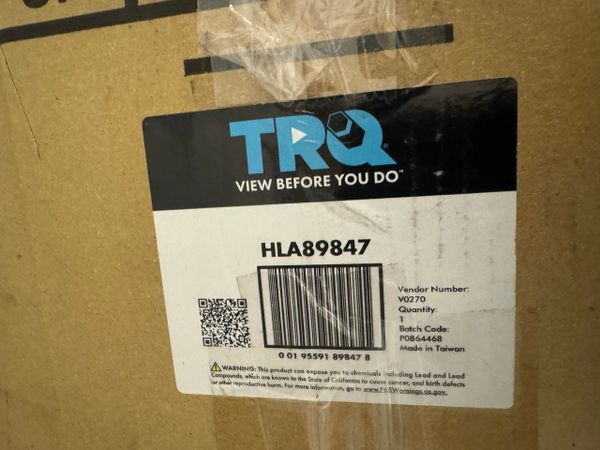 TRQ
VIEW BEFORE YOU DO™
HLA89847
Vendor Number:
V0270
Quantity:
1
Batch Code:
P0864468
Made in Taiwan
0 01 95591 89847 8
⚠WARNING: This product can expose you to chemicals including Lead and Lead
Compounds, which are known to the State of California to cause cancer, and birth defects
or other reproductive harm. For more information, go to www.P65Warnings.ca.gov.